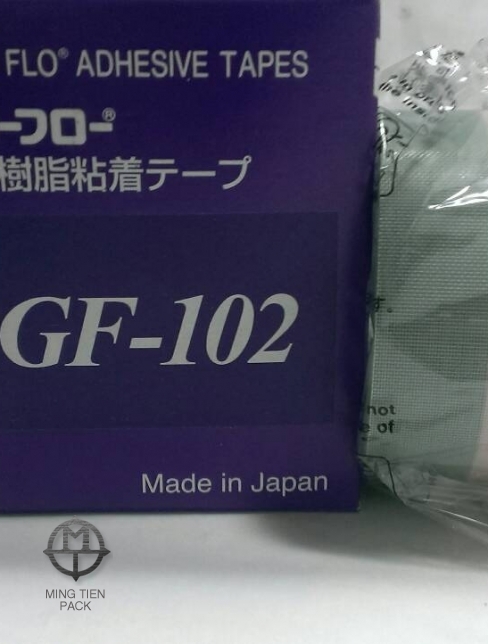 FLO® ADHESIVE TAPES
ーフロー®
樹脂粘着テープ
GF-102
Made in Japan
not
of
MING TIEN
PACK